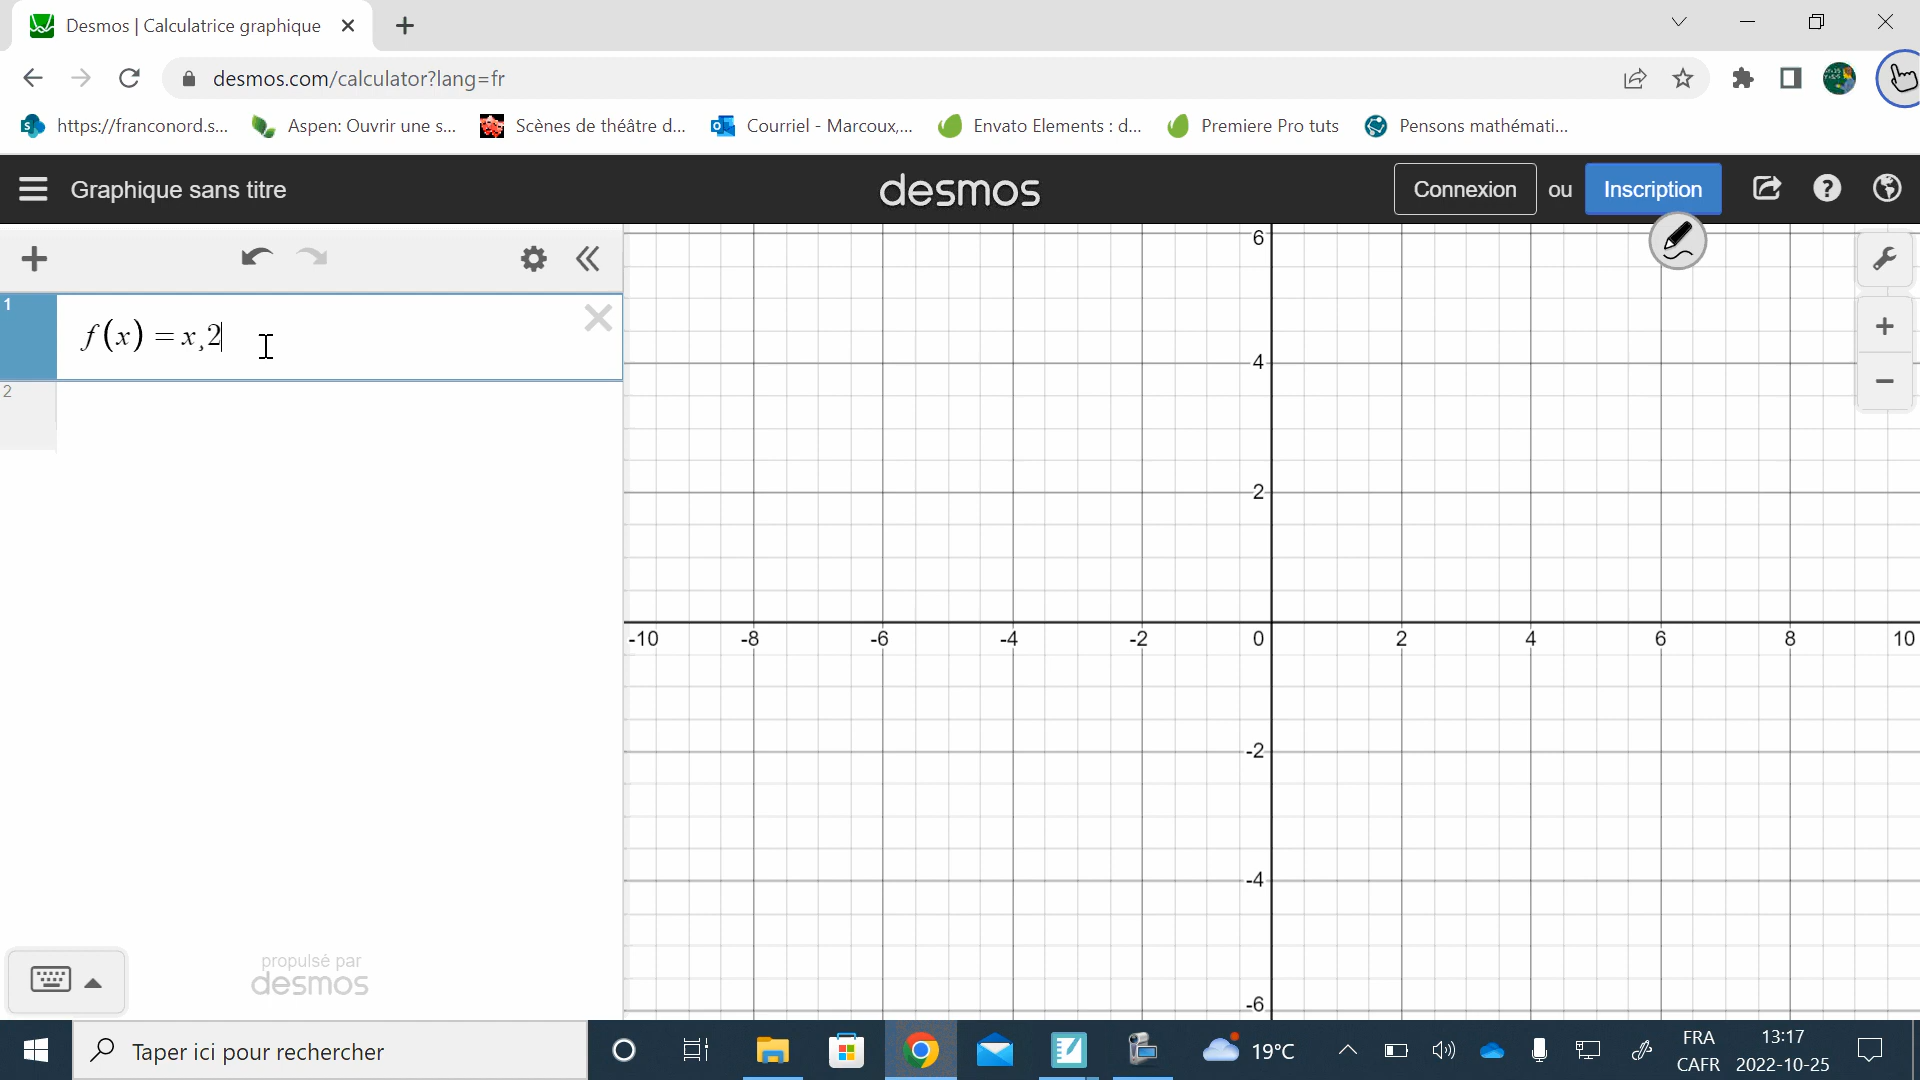 Desmos | Calculatrice graphique
desmos.com/calculator?lang=fr
https://franconord.s... Aspen: Ouvrir une s... Scènes de théâtre d... Courriel - Marcoux,... Envato Elements : d... Premiere Pro tuts Pensons mathémati...
Graphique sans titre desmos Connexion ou Inscription
1
f(x) = x¸2
2
6
4
2
-10 -8 -6 -4 -2 0 2 4 6 8 10
-2
-4
-6
propulsé par
desmos
Taper ici pour rechercher 19°C
FRA 13:17
CAFR 2022-10-25